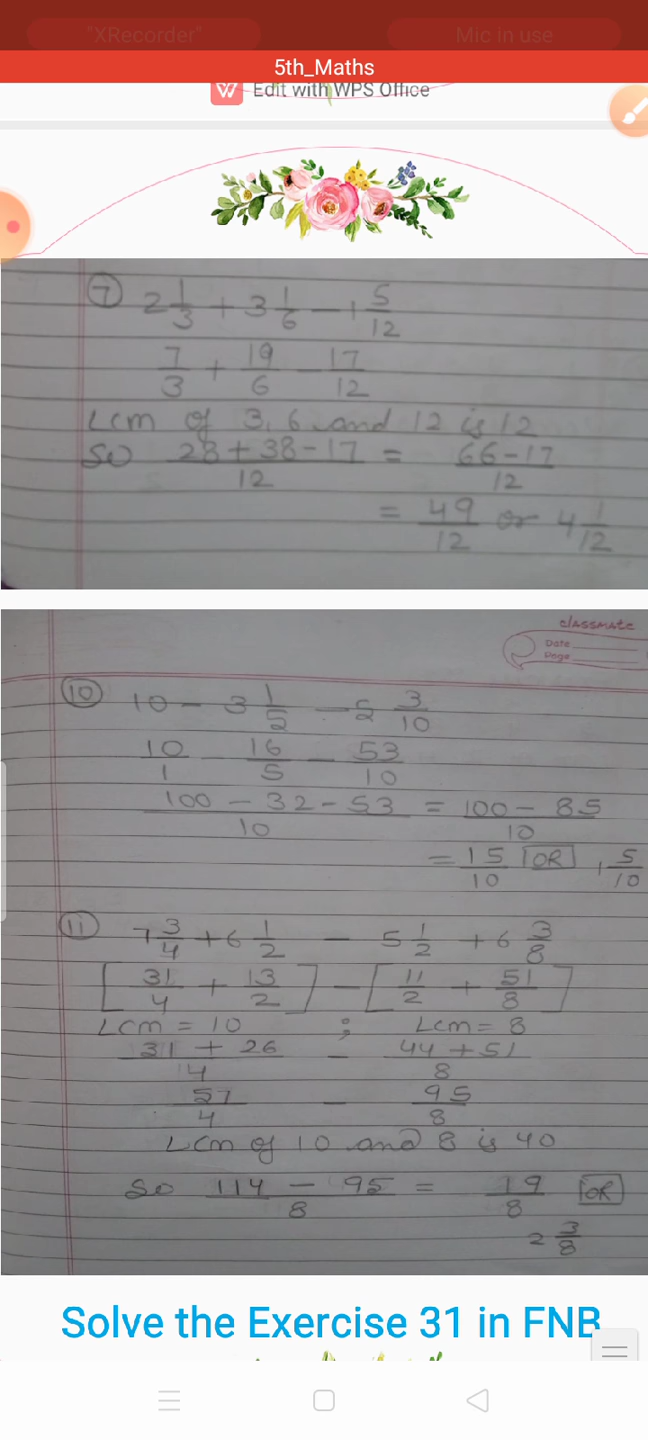 "XRecorder" Mic in use
5th_Maths
W Edit with WPS Office
7 2 1/3 + 3 1/6 - 1 5/12
7/3 + 19/6 - 17/12
Lcm of 3, 6 and 12 is 12
So 28 + 38 - 17/12 = 66 - 17/12
= 49/12 or 4 1/12
classmate
Date
Page
10 10 - 3 1/5 - 5 3/10
10/1 16/5 - 53/10
100 - 32 - 53/10 = 100 - 85/10
= 15/10 OR 1 5/10
11 7 3/4 + 6 1/2 - 5 1/2 + 6 3/8
[31/4 + 13/2] - [11/2 + 51/8]
Lcm = 10 ; Lcm = 8
31 + 26/4 - 44 + 51/8
57/4 - 95/8
Lcm of 10 and 8 is 40
So 114 - 95/8 = 19/8 OR
2 3/8
Solve the Exercise 31 in FNB